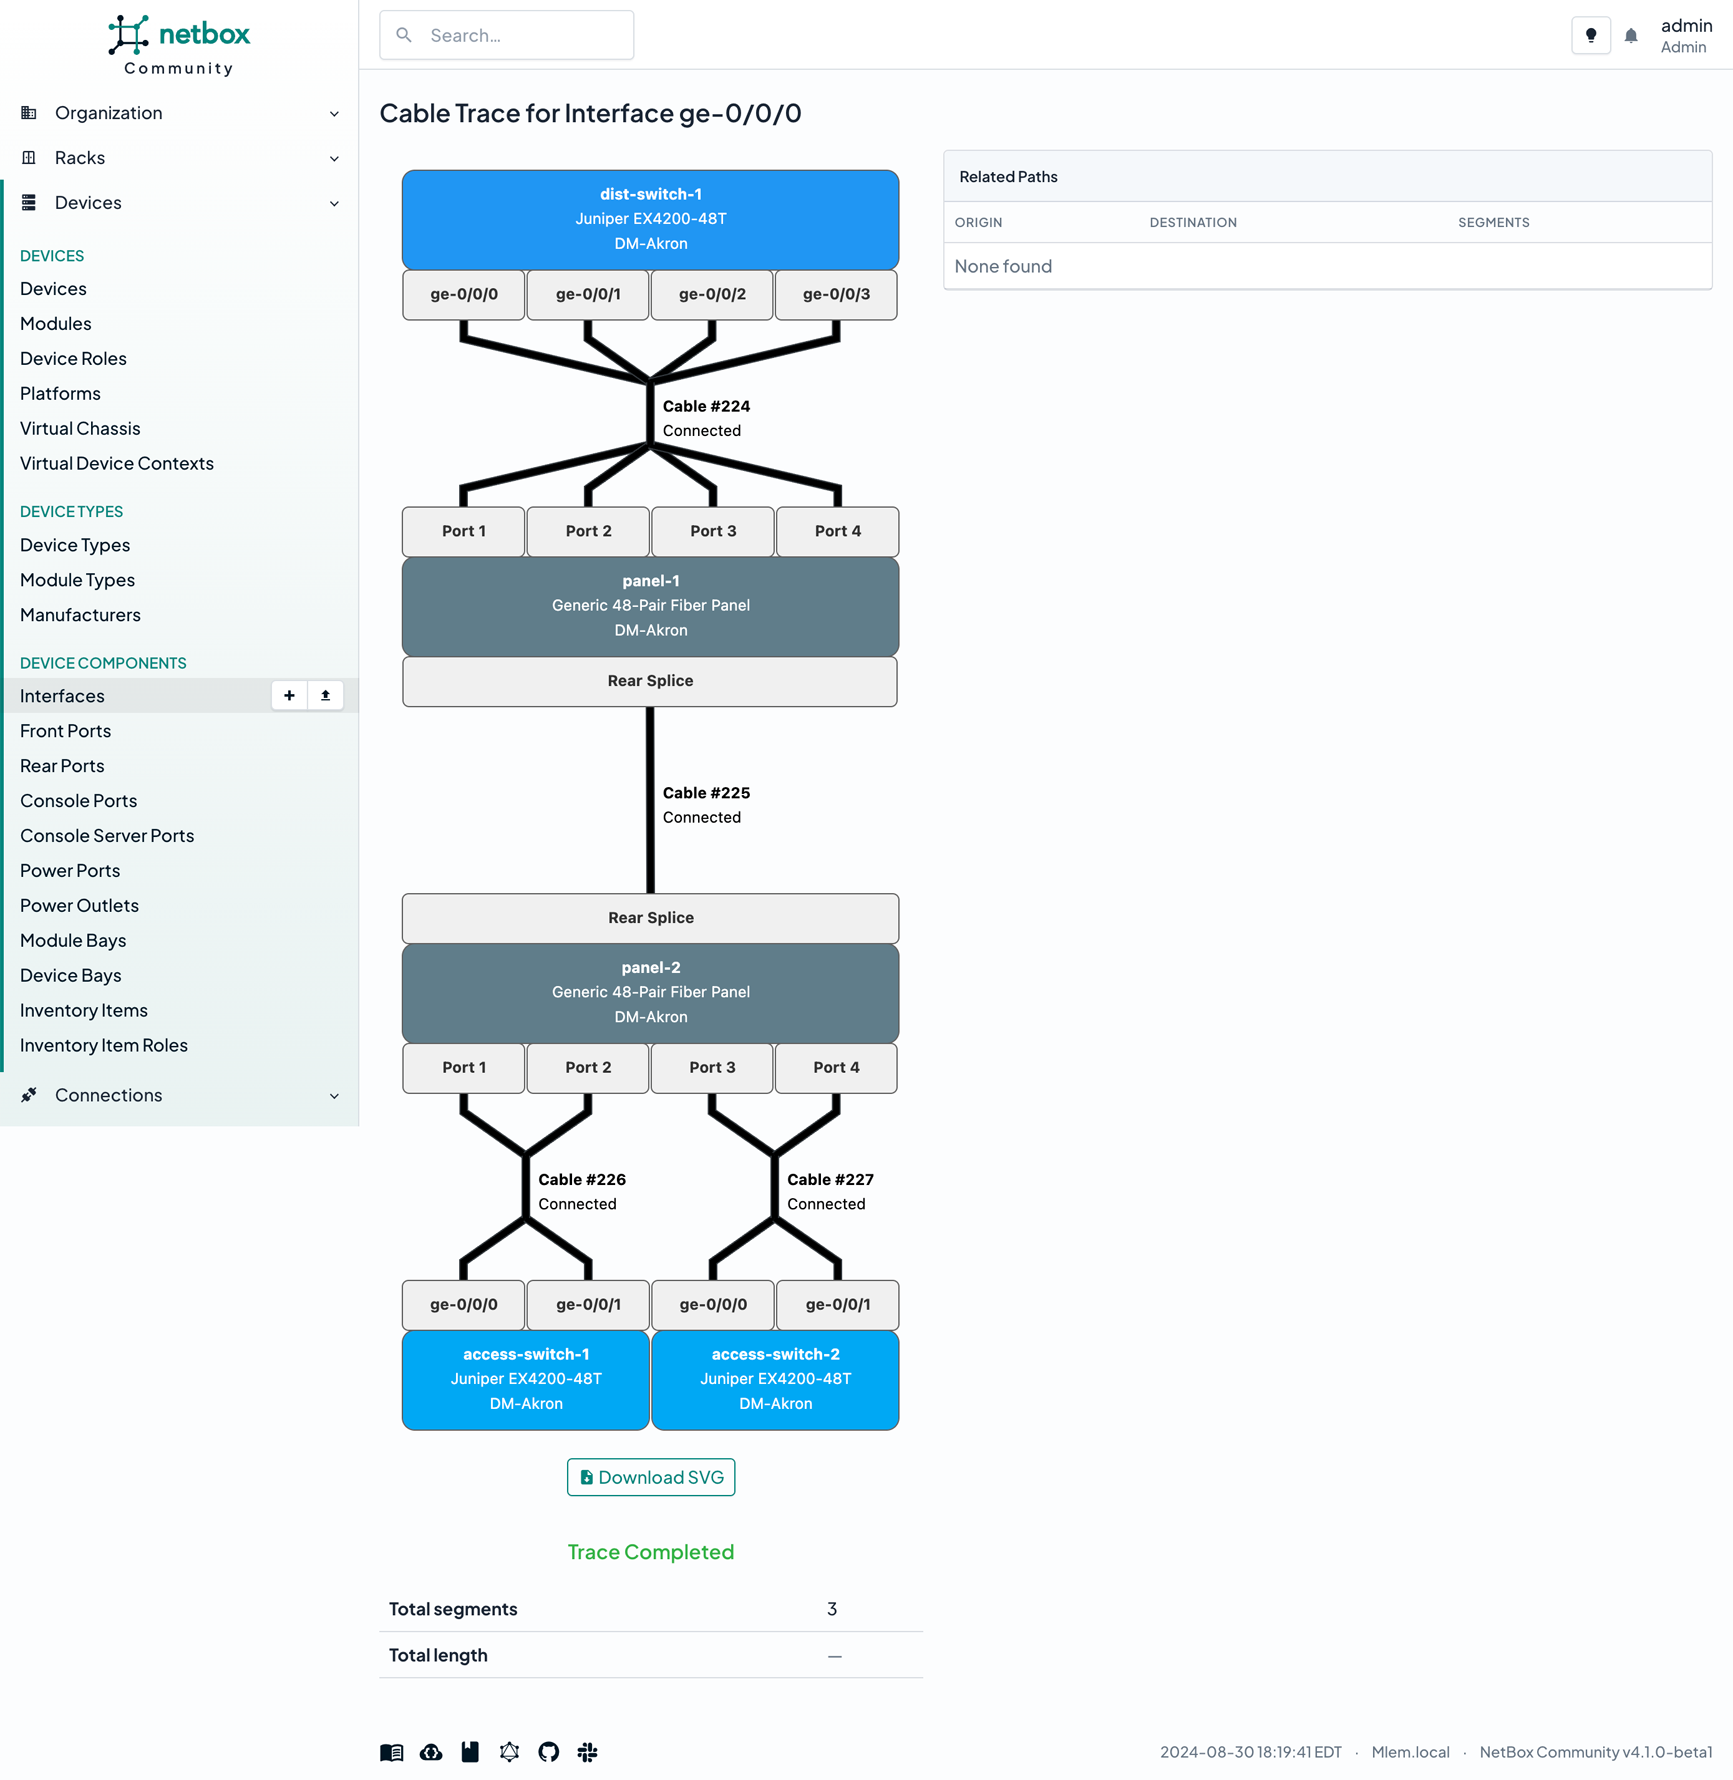 netbox
Community
Search...
admin
Admin
Organization
Racks
Devices
DEVICES
Devices
Modules
Device Roles
Platforms
Virtual Chassis
Virtual Device Contexts
DEVICE TYPES
Device Types
Module Types
Manufacturers
DEVICE COMPONENTS
Interfaces
Front Ports
Rear Ports
Console Ports
Console Server Ports
Power Ports
Power Outlets
Module Bays
Device Bays
Inventory Items
Inventory Item Roles
Connections
Cable Trace for Interface ge-0/0/0
dist-switch-1
Juniper EX4200-48T
DM-Akron
ge-0/0/0 ge-0/0/1 ge-0/0/2 ge-0/0/3
Cable #224
Connected
Port 1 Port 2 Port 3 Port 4
panel-1
Generic 48-Pair Fiber Panel
DM-Akron
Rear Splice
Cable #225
Connected
Rear Splice
panel-2
Generic 48-Pair Fiber Panel
DM-Akron
Port 1 Port 2 Port 3 Port 4
Cable #226 Cable #227
Connected Connected
ge-0/0/0 ge-0/0/1 ge-0/0/0 ge-0/0/1
access-switch-1 access-switch-2
Juniper EX4200-48T Juniper EX4200-48T
DM-Akron DM-Akron
Download SVG
Trace Completed
Total segments 3
Total length —
Related Paths
ORIGIN DESTINATION SEGMENTS
None found
2024-08-30 18:19:41 EDT · Mlem.local · NetBox Community v4.1.0-beta1